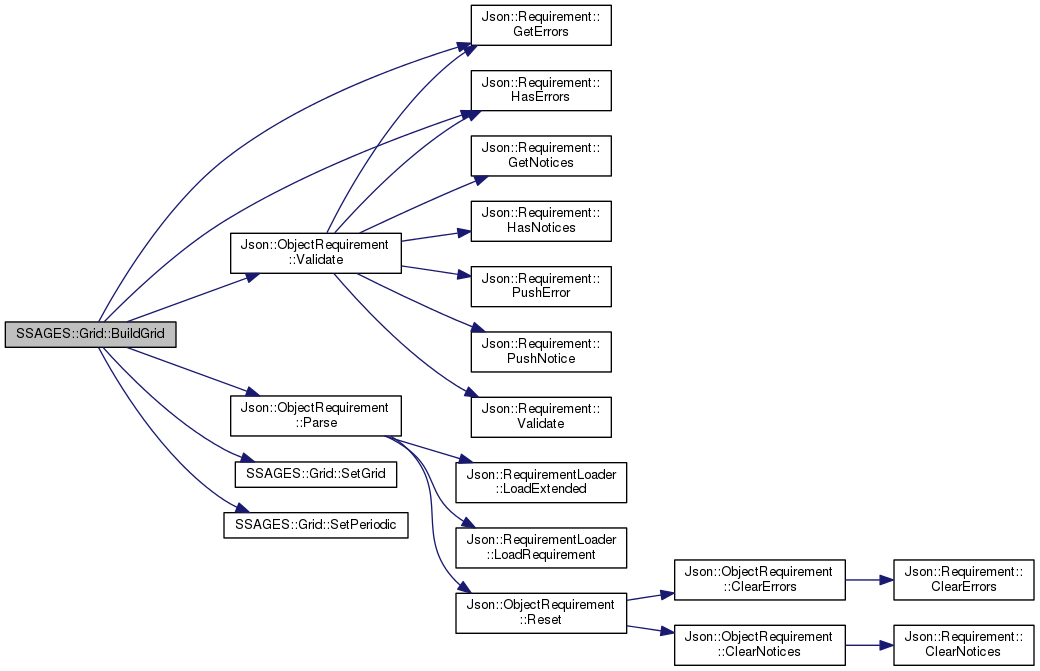 Json::Requirement::
GetErrors
Json::Requirement::
HasErrors
Json::Requirement::
GetNotices
Json::Requirement::
HasNotices
Json::ObjectRequirement
::Validate
Json::Requirement::
PushError
SSAGES::Grid::BuildGrid
Json::Requirement::
PushNotice
Json::ObjectRequirement
::Parse
Json::Requirement::
Validate
SSAGES::Grid::SetGrid
Json::RequirementLoader
::LoadExtended
SSAGES::Grid::SetPeriodic
Json::RequirementLoader
::LoadRequirement
Json::ObjectRequirement
::Reset
Json::ObjectRequirement
::ClearErrors
Json::Requirement::
ClearErrors
Json::ObjectRequirement
::ClearNotices
Json::Requirement::
ClearNotices